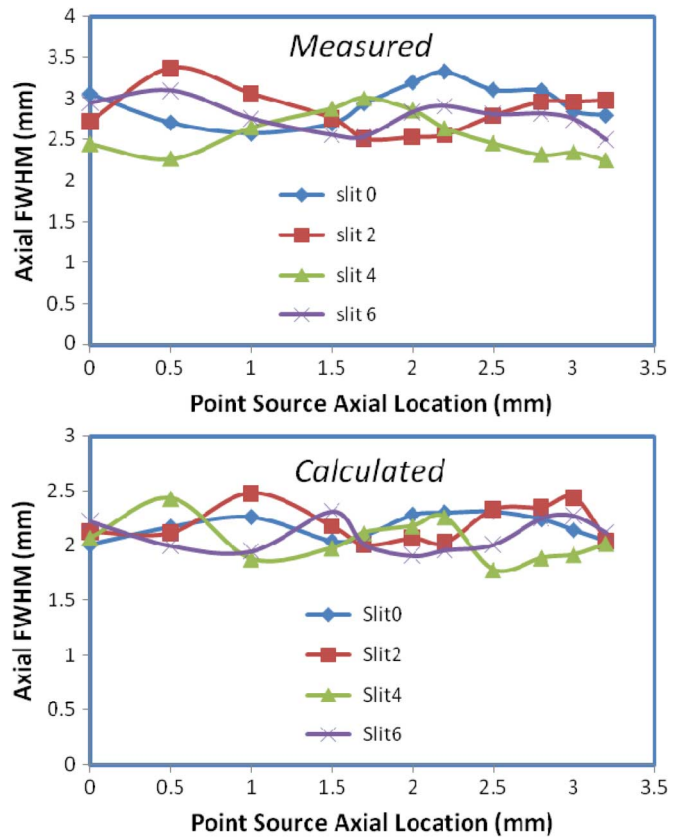 Measured
4
3.5
3
2.5
2
1.5
1
0.5
0
Axial FWHM (mm)
slit 0
slit 2
slit 4
slit 6
0 0.5 1 1.5 2 2.5 3 3.5
Point Source Axial Location (mm)
Calculated
3
2.5
2
1.5
1
0.5
0
Axial FWHM (mm)
Slit0
Slit2
Slit4
Slit6
0 0.5 1 1.5 2 2.5 3 3.5
Point Source Axial Location (mm)